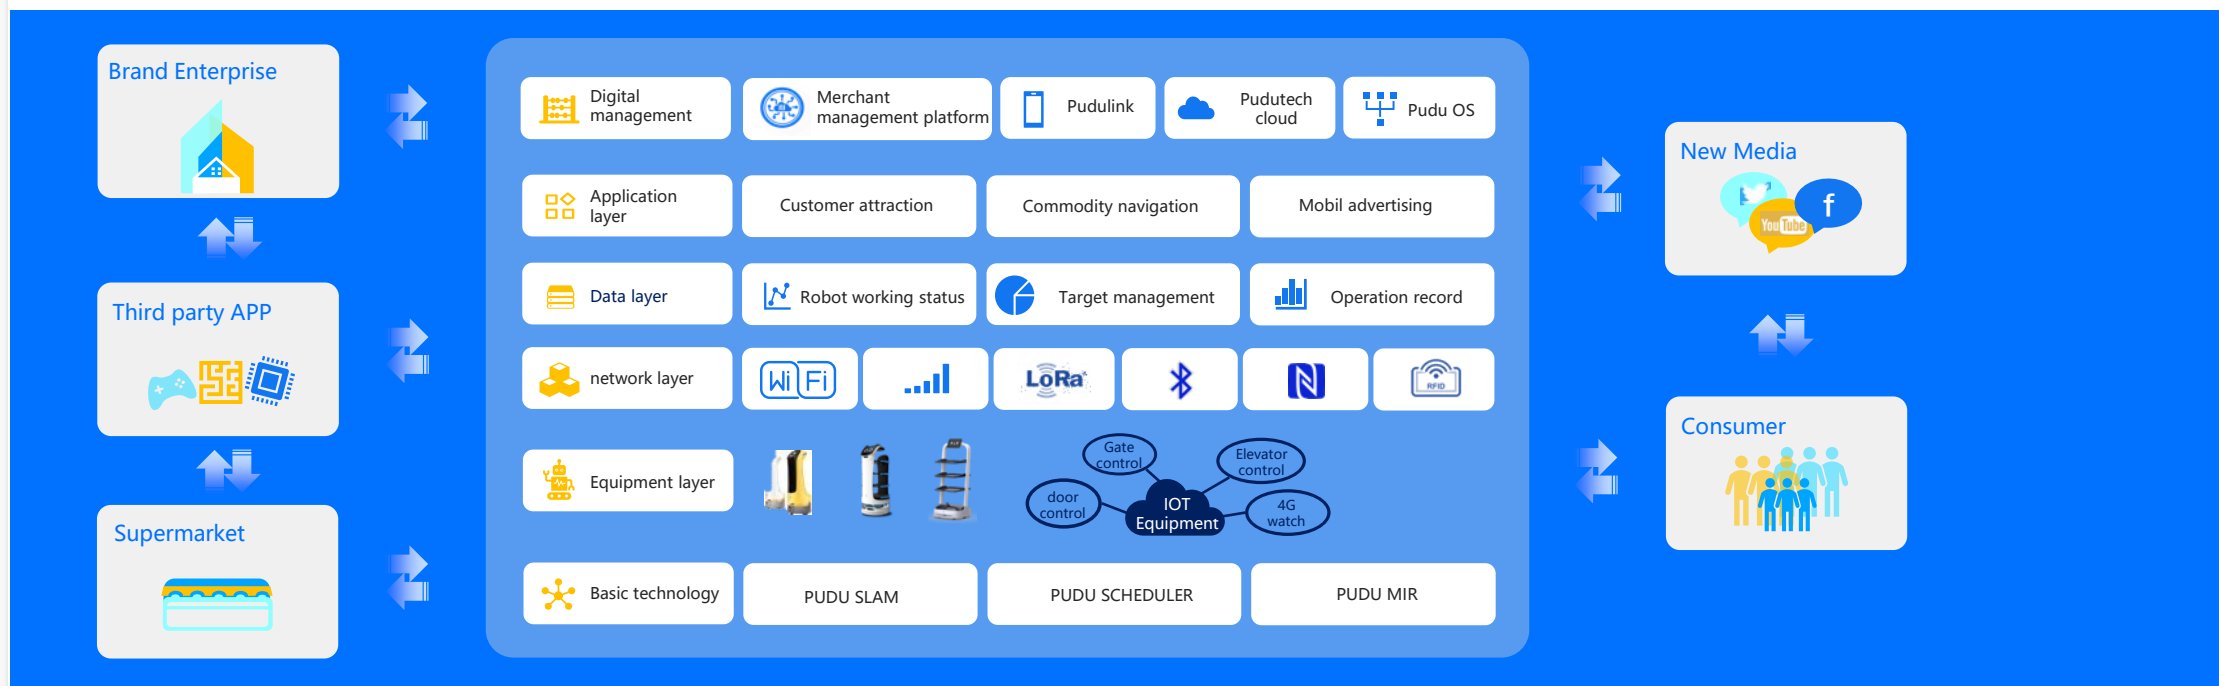 Brand Enterprise
Third party APP
Supermarket
Digital
management
Merchant
management platform
Pudulink
Pudutech
cloud
Pudu OS
Application
layer
Customer attraction
Commodity navigation
Mobil advertising
Data layer
Robot working status
Target management
Operation record
network layer
Wi Fi
LoRa
RFID
Equipment layer
Gate
control
Elevator
control
door
control
IOT
Equipment
4G
watch
Basic technology
PUDU SLAM
PUDU SCHEDULER
PUDU MIR
New Media
f
You Tube
Consumer